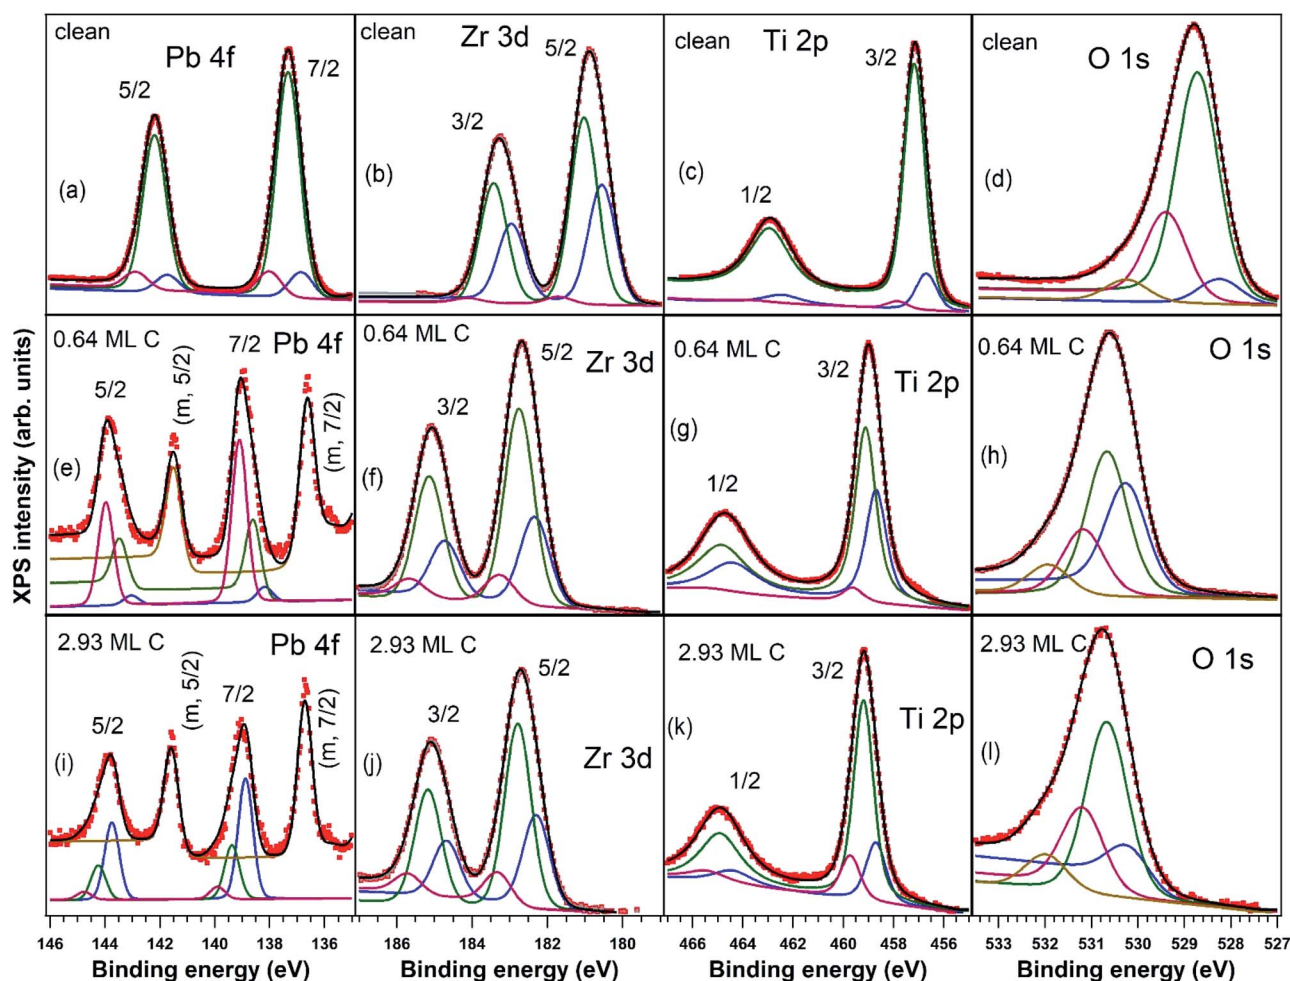 XPS intensity (arb. units)
clean
Pb 4f
5/2
7/2
(a)
clean
Zr 3d
3/2
5/2
(b)
clean
Ti 2p
1/2
3/2
(c)
clean
O 1s
(d)
0.64 ML C
Pb 4f
5/2
(m, 5/2)
7/2
(m, 7/2)
(e)
0.64 ML C
Zr 3d
3/2
5/2
(f)
0.64 ML C
Ti 2p
1/2
3/2
(g)
0.64 ML C
O 1s
(h)
2.93 ML C
Pb 4f
5/2
(m, 5/2)
7/2
(m, 7/2)
(i)
2.93 ML C
Zr 3d
3/2
5/2
(j)
2.93 ML C
Ti 2p
1/2
3/2
(k)
2.93 ML C
O 1s
(l)
146 144 142 140 138 136
186 184 182 180
466 464 462 460 458 456
533 532 531 530 529 528 527
Binding energy (eV)
Binding energy (eV)
Binding energy (eV)
Binding energy (eV)